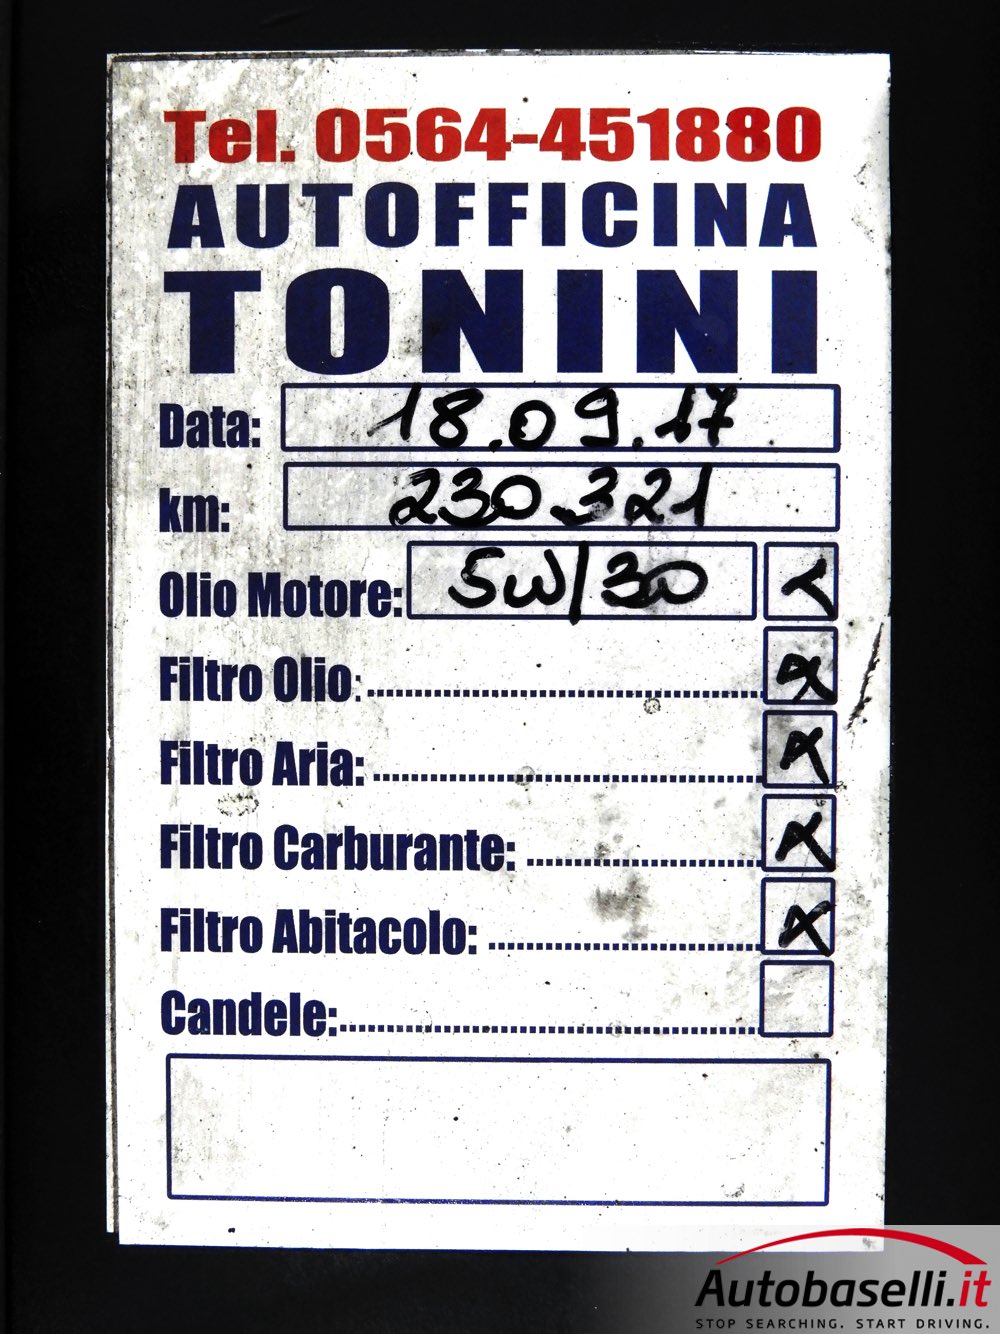 Tel. 0564-451880
AUTOFFICINA
TONINI
Data: 18.09.17
km: 230.321
Olio Motore: 5W/30 X
Filtro Olio:........ X
Filtro Aria:........ X
Filtro Carburante:........ X
Filtro Abitacolo:........ X
Candele:........
Autobaselli.it
STOP SEARCHING. START DRIVING.